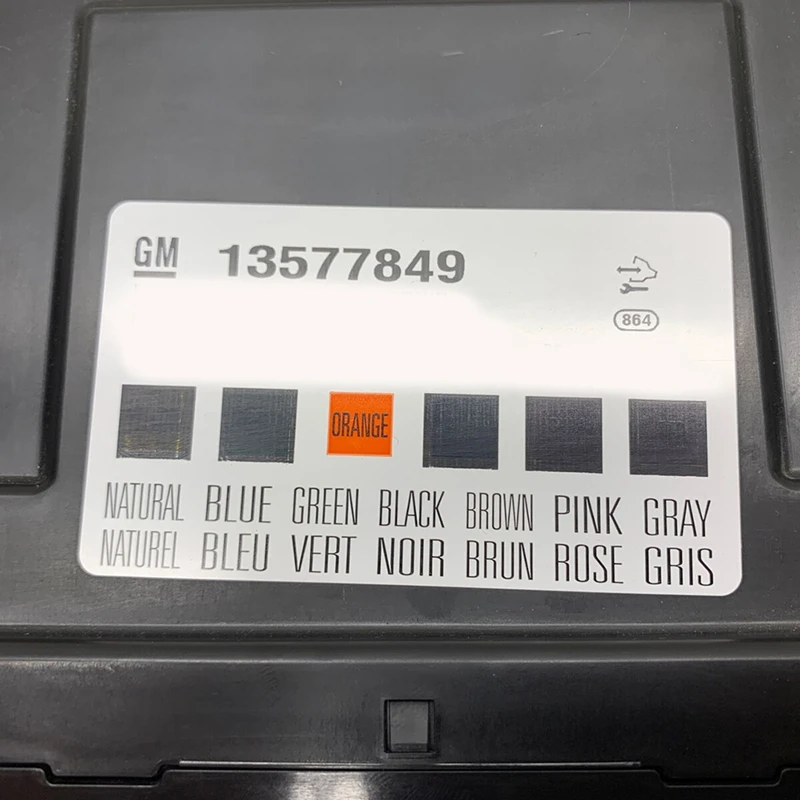 GM 13577849
864
ORANGE
NATURAL BLUE GREEN BLACK BROWN PINK GRAY
NATUREL BLEU VERT NOIR BRUN ROSE GRIS